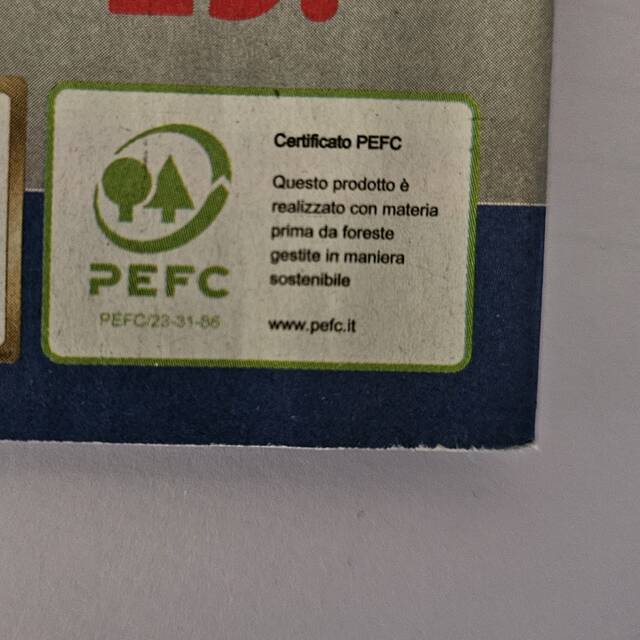 Certificato PEFC
Questo prodotto è
realizzato con materia
prima da foreste
gestite in maniera
sostenibile
www.pefc.it
PEFC
PEFC/23-31-86